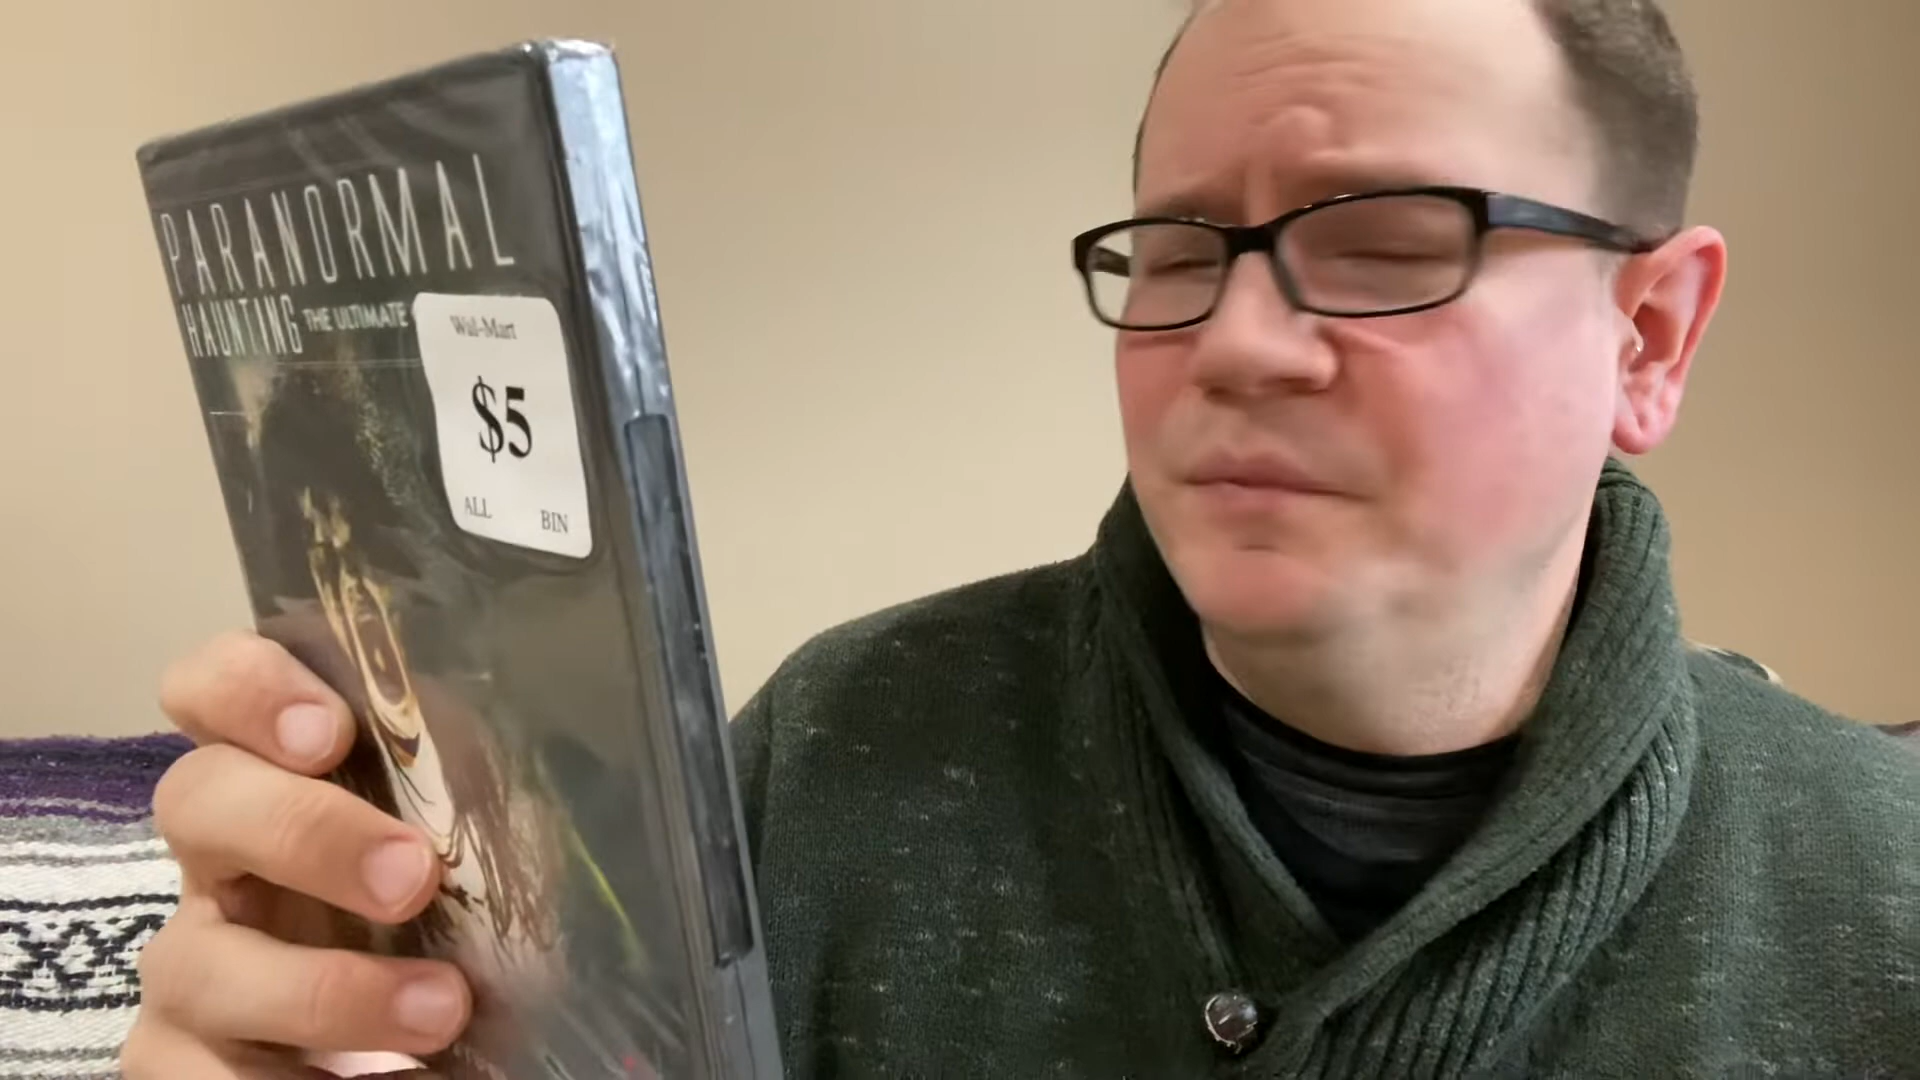 PARANORMAL
HAUNTING THE ULTIMATE
Wal-Mart
$5
ALL BIN